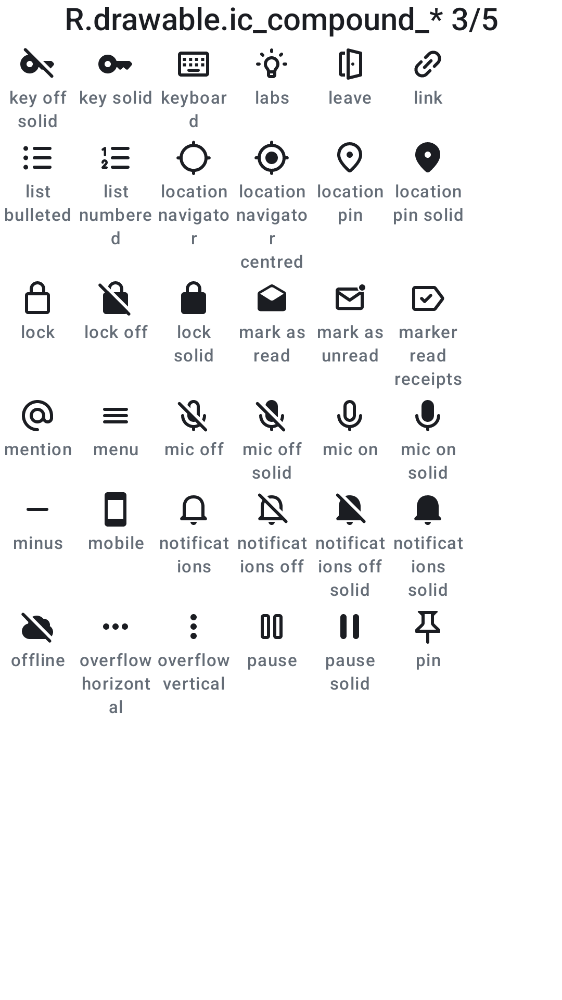 R.drawable.ic_compound_* 3/5
key off solid
key solid
keyboar
d
labs
leave
link
list bulleted
list numbere
d
location navigato
r
location navigato
r
centred
location pin
location pin solid
lock
lock off
lock solid
mark as read
mark as unread
marker read receipts
mention
menu
mic off
mic off solid
mic on
mic on solid
minus
mobile
notificat
ions
notificat
ions off
notificat
ions off solid
notificat
ions solid
offline
overflow horizont
al
overflow vertical
pause
pause solid
pin